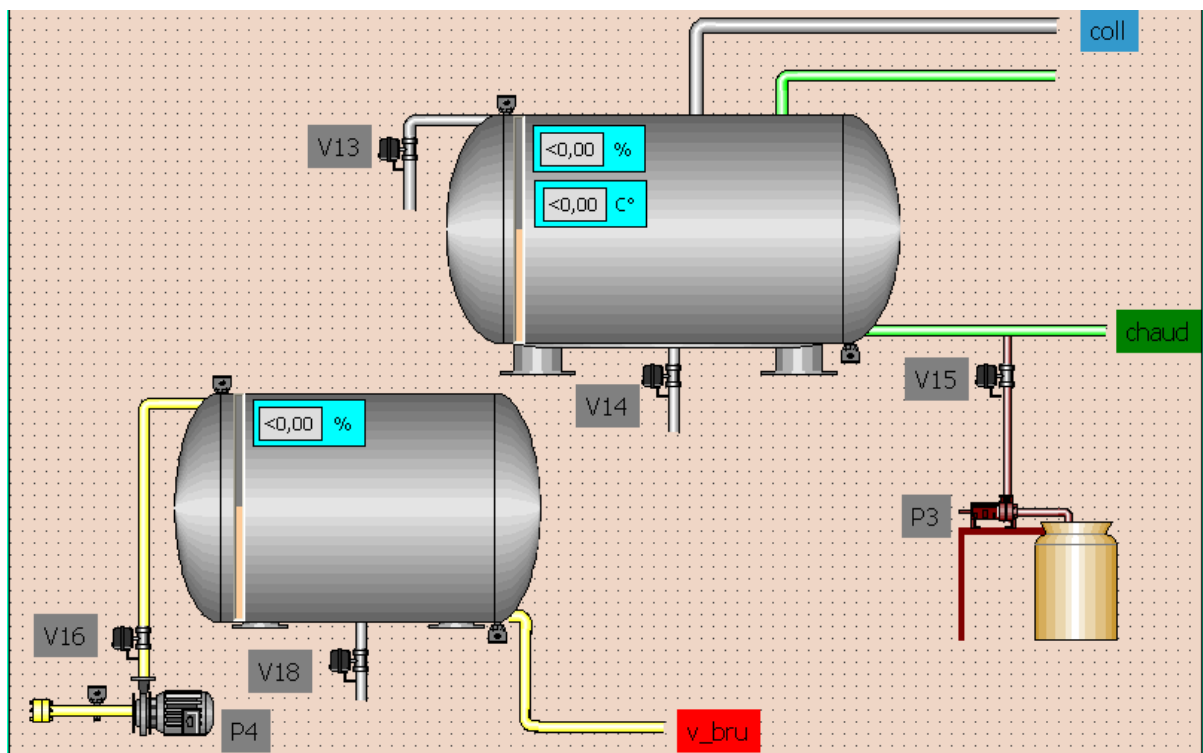 coll
V13
<0,00 %
<0,00 C°
chaud
V14
V15
<0,00 %
P3
V16
V18
P4
v_bru